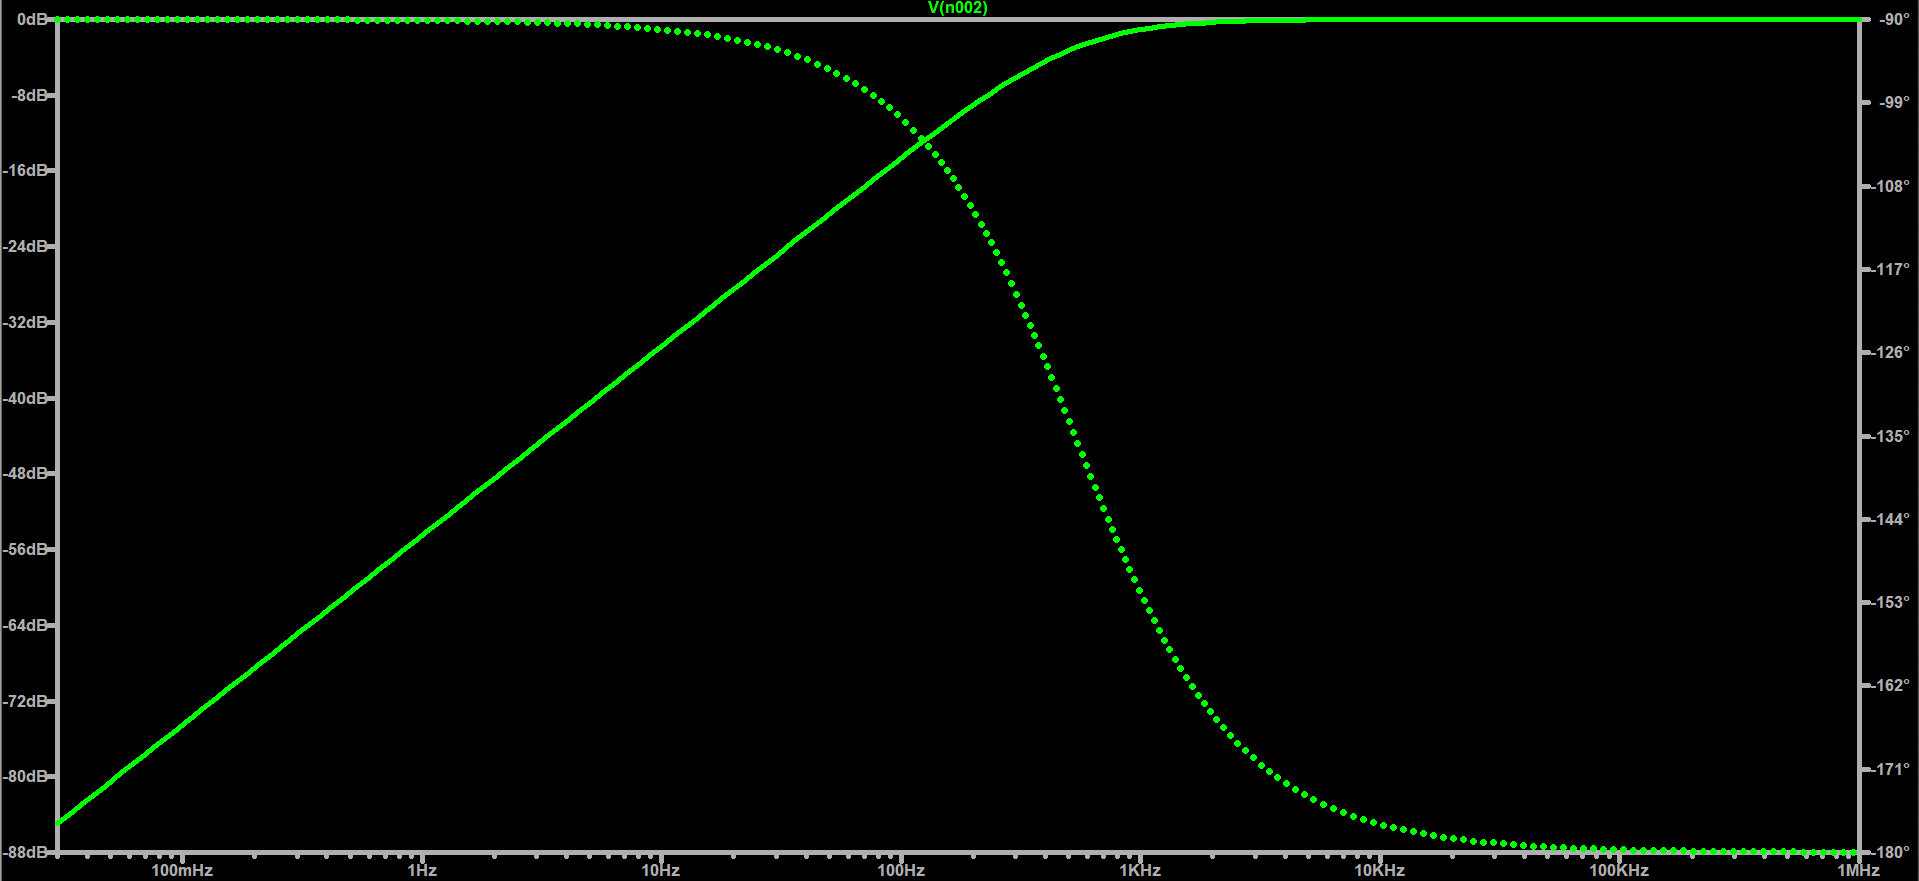 V(n002)
0dB
-8dB
-16dB
-24dB
-32dB
-40dB
-48dB
-56dB
-64dB
-72dB
-80dB
-88dB
-90°
-99°
-108°
-117°
-126°
-135°
-144°
-153°
-162°
-171°
-180°
100mHz 1Hz 10Hz 100Hz 1KHz 10KHz 100KHz 1MHz